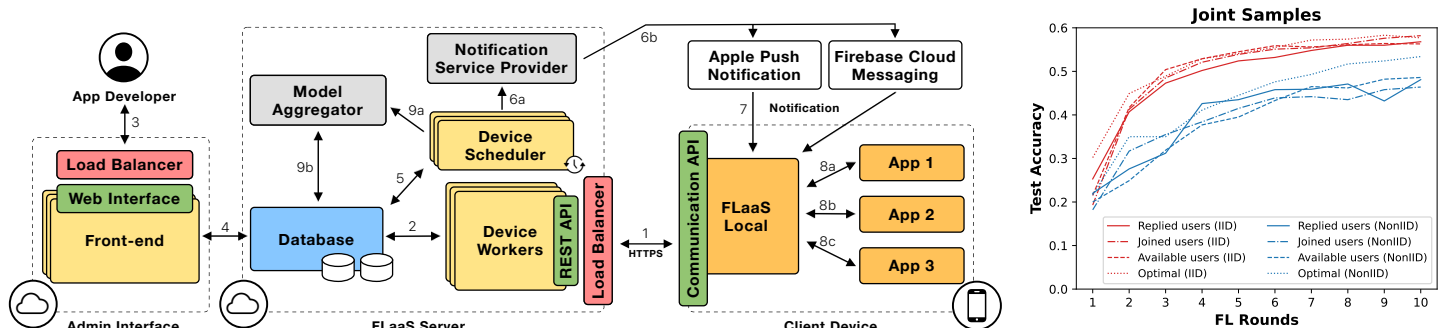 App Developer
3
Load Balancer
Web Interface
Front-end
Admin Interface
4
Notification
Service Provider
6a
6b
Model
Aggregator
9a
Device
Scheduler
9b
5
Database
2
Device
Workers
REST API
Load Balancer
FLaaS Server
1
HTTPS
Apple Push
Notification
Firebase Cloud
Messaging
7
Notification
Communication API
FLaaS
Local
8a
8b
8c
App 1
App 2
App 3
Client Device
Joint Samples
Test Accuracy
0.6
0.5
0.4
0.3
0.2
0.1
0.0
Replied users (IID)
Joined users (IID)
Available users (IID)
Optimal (IID)
Replied users (NonIID)
Joined users (NonIID)
Available users (NonIID)
Optimal (NonIID)
1 2 3 4 5 6 7 8 9 10
FL Rounds